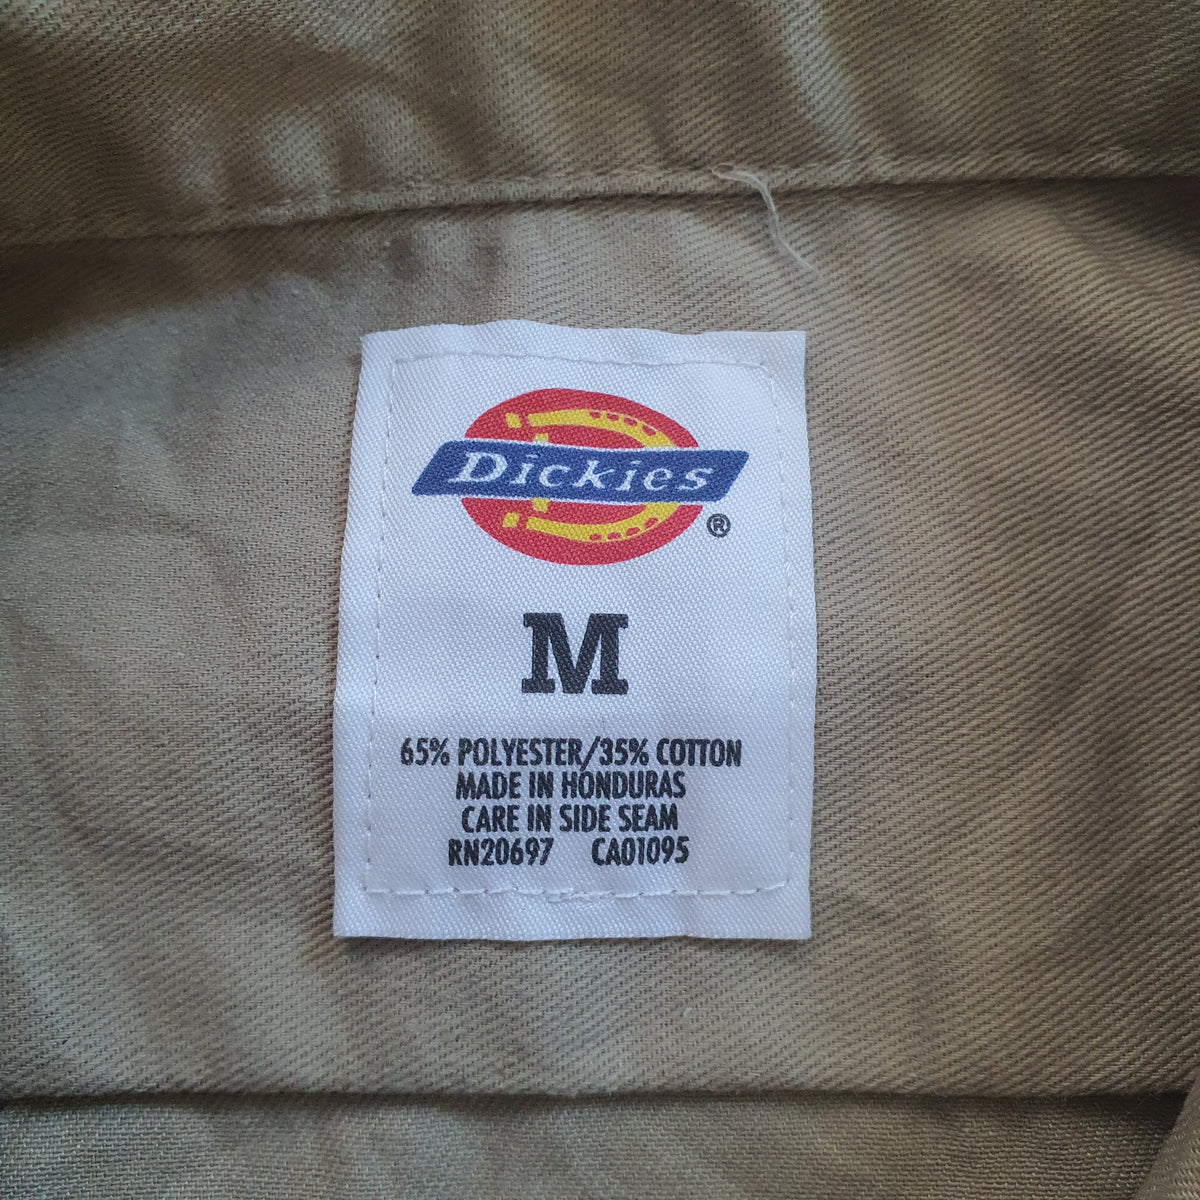 Dickies
®
M
65% POLYESTER/35% COTTON
MADE IN HONDURAS
CARE IN SIDE SEAM
RN20697 CA01095